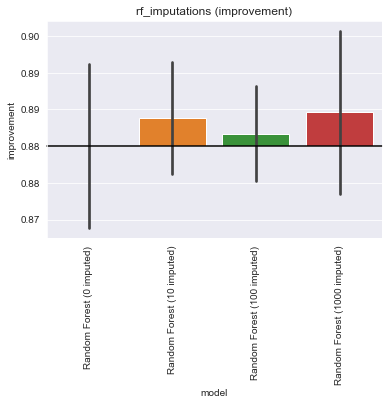 rf_imputations (improvement)
improvement
0.90
0.89
0.89
0.88
0.88
0.87
Random Forest (0 imputed)
Random Forest (10 imputed)
Random Forest (100 imputed)
Random Forest (1000 imputed)
model